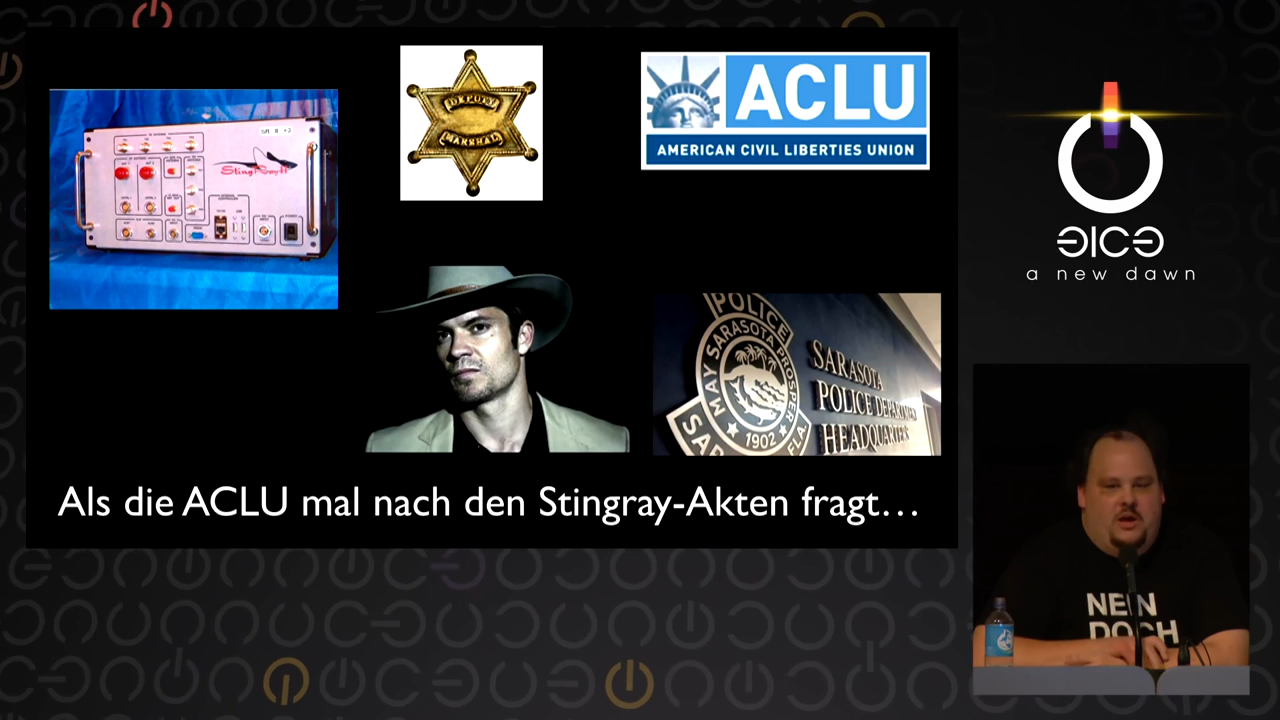 DEPUTY
MARSHAL
ACLU
AMERICAN CIVIL LIBERTIES UNION
StingRay II
POLICE
MAY SARASOTA PROSPER
1902
FLA.
SARASOTA
POLICE DEPARTMENT
HEADQUARTERS
Als die ACLU mal nach den Stingray-Akten fragt…
a new dawn
NEIN
DOCH